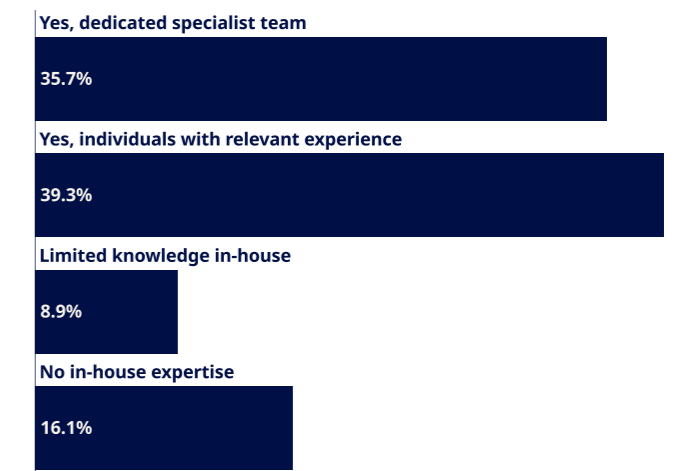 Yes, dedicated specialist team
35.7%
Yes, individuals with relevant experience
39.3%
Limited knowledge in-house
8.9%
No in-house expertise
16.1%